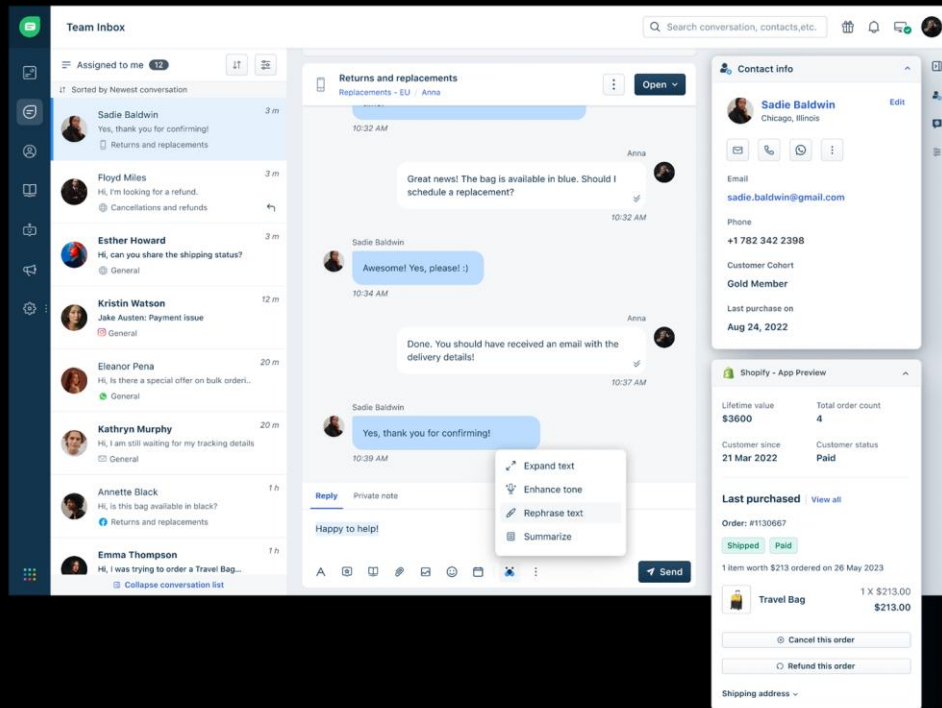 Team Inbox
Search conversation, contacts,etc.
Assigned to me 12
Sorted by Newest conversation
Sadie Baldwin 3 m
Yes, thank you for confirming!
Returns and replacements
Floyd Miles 3 m
Hi, I'm looking for a refund.
Cancellations and refunds
Esther Howard 3 m
Hi, can you share the shipping status?
General
Kristin Watson 12 m
Jake Austen: Payment issue
General
Eleanor Pena 20 m
Hi, Is there a special offer on bulk orderi..
General
Kathryn Murphy 20 m
Hi, I am still waiting for my tracking details
General
Annette Black 1 h
Hi, is this bag available in black?
Returns and replacements
Emma Thompson 1 h
Hi, I was trying to order a Travel Bag...
Collapse conversation list
Returns and replacements
Replacements - EU / Anna
Open
10:32 AM
Anna
Great news! The bag is available in blue. Should I
schedule a replacement?
10:32 AM
Sadie Baldwin
Awesome! Yes, please! :)
10:34 AM
Anna
Done. You should have received an email with the
delivery details!
10:37 AM
Sadie Baldwin
Yes, thank you for confirming!
10:39 AM
Expand text
Enhance tone
Rephrase text
Summarize
Reply Private note
Happy to help!
Send
Contact info
Sadie Baldwin Edit
Chicago, Illinois
Email
sadie.baldwin@gmail.com
Phone
+1 782 342 2398
Customer Cohort
Gold Member
Last purchase on
Aug 24, 2022
Shopify - App Preview
Lifetime value Total order count
$3600 4
Customer since Customer status
21 Mar 2022 Paid
Last purchased View all
Order: #1130667
Shipped Paid
1 item worth $213 ordered on 26 May 2023
Travel Bag 1 X $213.00
$213.00
Cancel this order
Refund this order
Shipping address